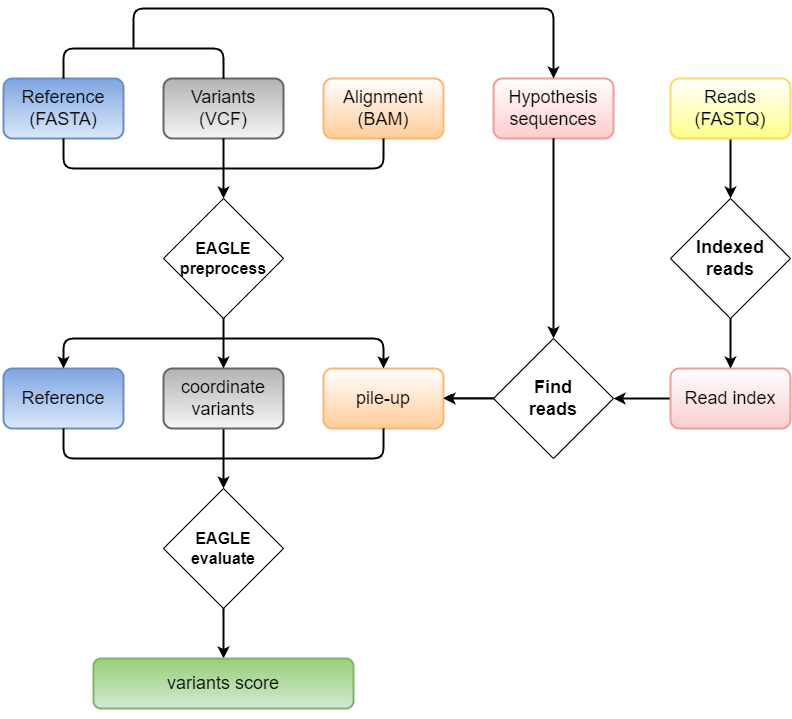 Reference
(FASTA)
Variants
(VCF)
Alignment
(BAM)
Hypothesis
sequences
Reads
(FASTQ)
EAGLE
preprocess
Indexed
reads
Reference
coordinate
variants
pile-up
Find
reads
Read index
EAGLE
evaluate
variants score